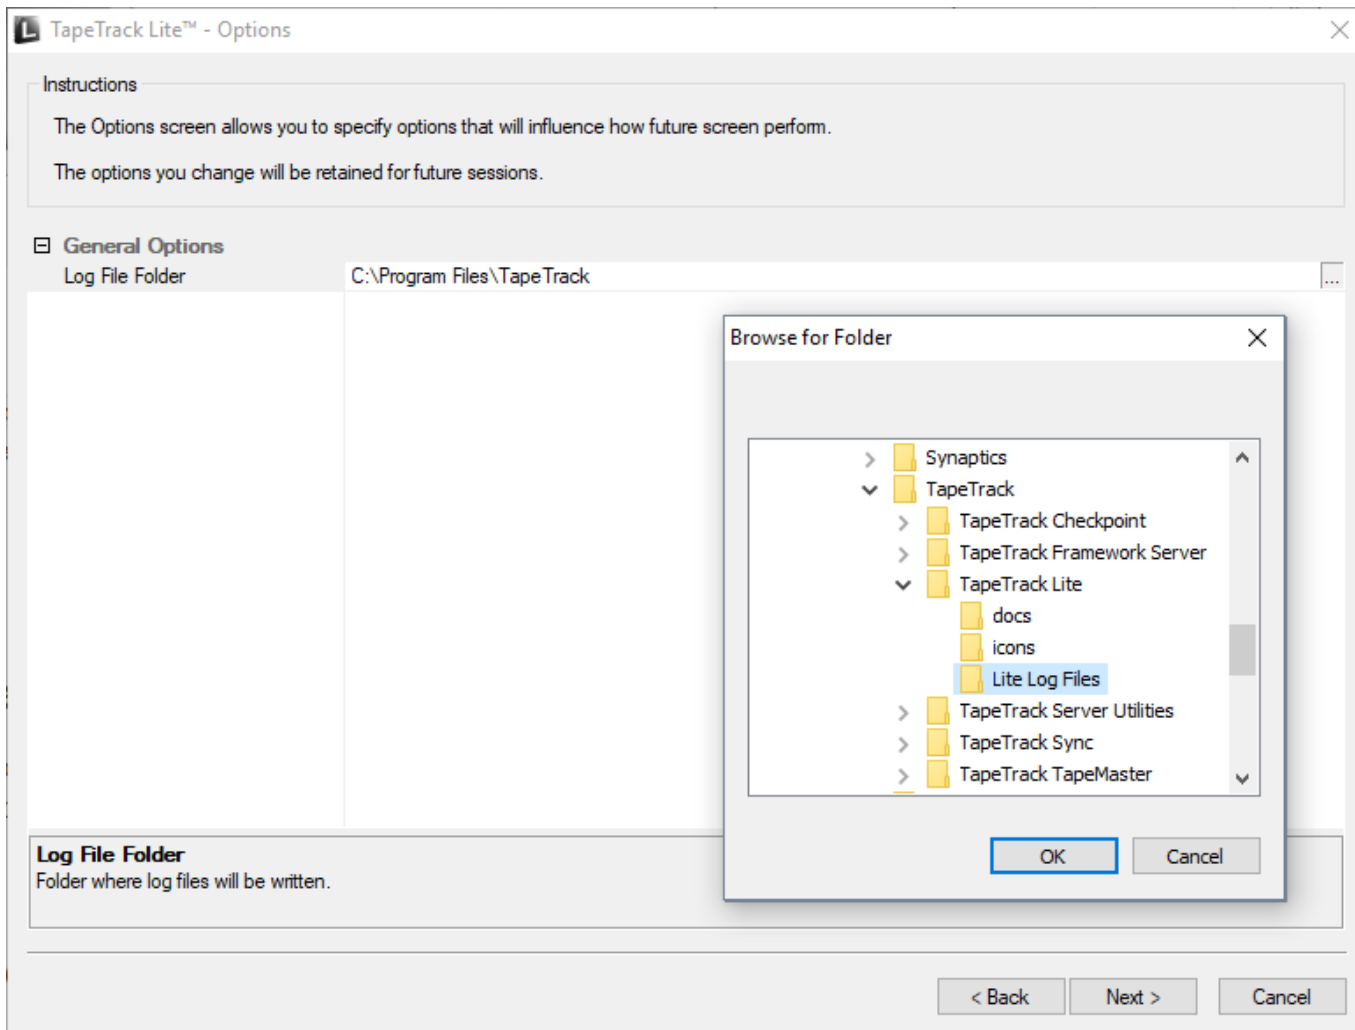 TapeTrack Lite™ - Options
Instructions
The Options screen allows you to specify options that will influence how future screen perform.
The options you change will be retained for future sessions.
General Options
Log File Folder
C:\Program Files\TapeTrack
...
Browse for Folder
Synaptics
TapeTrack
TapeTrack Checkpoint
TapeTrack Framework Server
TapeTrack Lite
docs
icons
Lite Log Files
TapeTrack Server Utilities
TapeTrack Sync
TapeTrack TapeMaster
OK
Cancel
Log File Folder
Folder where log files will be written.
< Back
Next >
Cancel